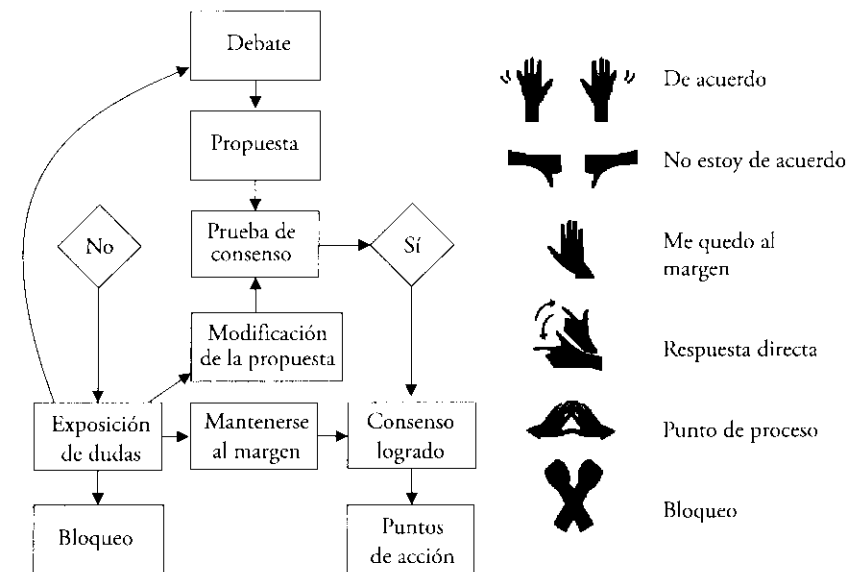 Debate
Propuesta
No
Prueba de
consenso
Sí
Modificación
de la propuesta
Exposición
de dudas
Mantenerse
al margen
Consenso
logrado
Bloqueo
Puntos
de acción
De acuerdo
No estoy de acuerdo
Me quedo al
margen
Respuesta directa
Punto de proceso
Bloqueo